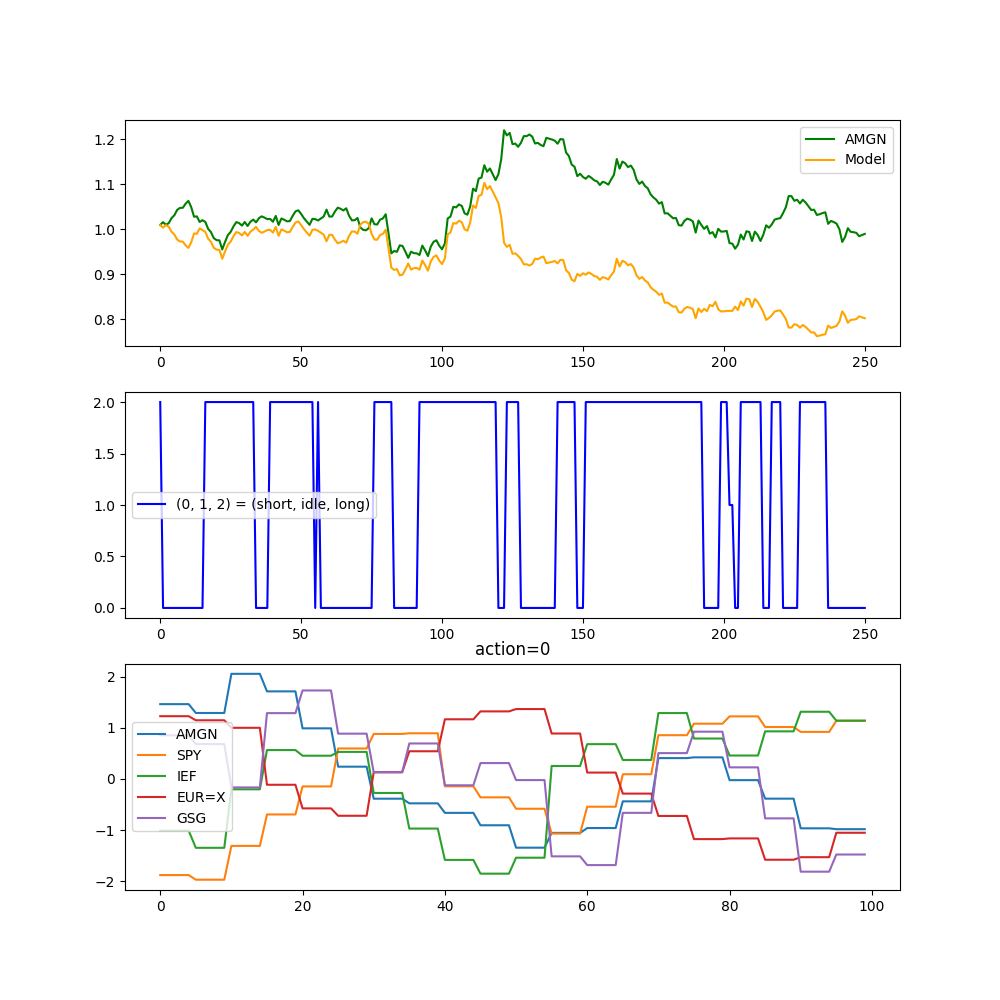 1.2
1.1
1.0
0.9
0.8
AMGN
Model
0 50 100 150 200 250
2.0
1.5
1.0
0.5
0.0
(0, 1, 2) = (short, idle, long)
0 50 100 150 200 250
action=0
2
1
0
−1
−2
AMGN
SPY
IEF
EUR=X
GSG
0 20 40 60 80 100